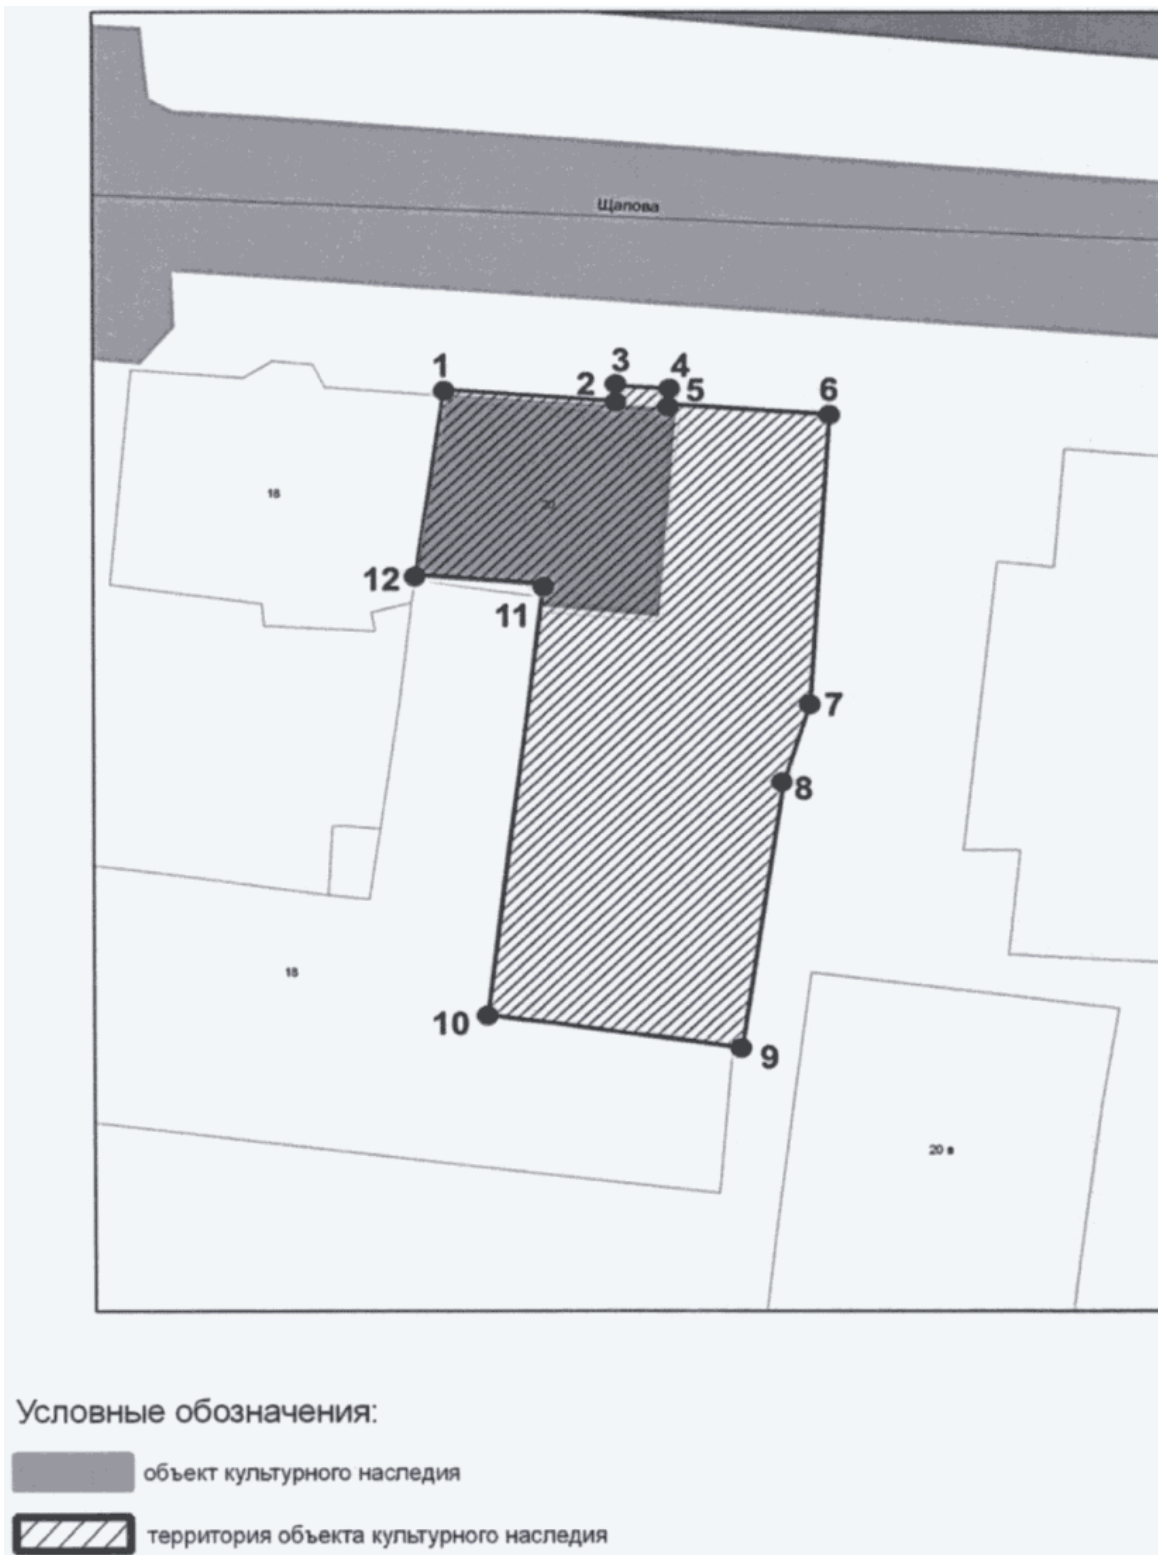 Щапова
1
2
3
4
5
6
18
12
11
7
8
18
10
9
20 в
Условные обозначения:
объект культурного наследия
территория объекта культурного наследия